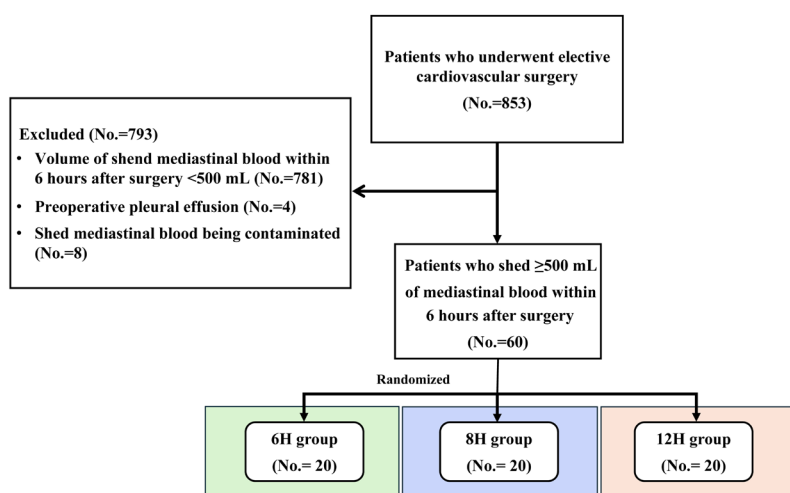 Patients who underwent elective
cardiovascular surgery
(No.=853)
Excluded (No.=793)
• Volume of shend mediastinal blood within
6 hours after surgery <500 mL (No.=781)
• Preoperative pleural effusion (No.=4)
• Shed mediastinal blood being contaminated
(No.=8)
Patients who shed ≥500 mL
of mediastinal blood within
6 hours after surgery
(No.=60)
Randomized
6H group
(No.= 20)
8H group
(No.= 20)
12H group
(No.= 20)